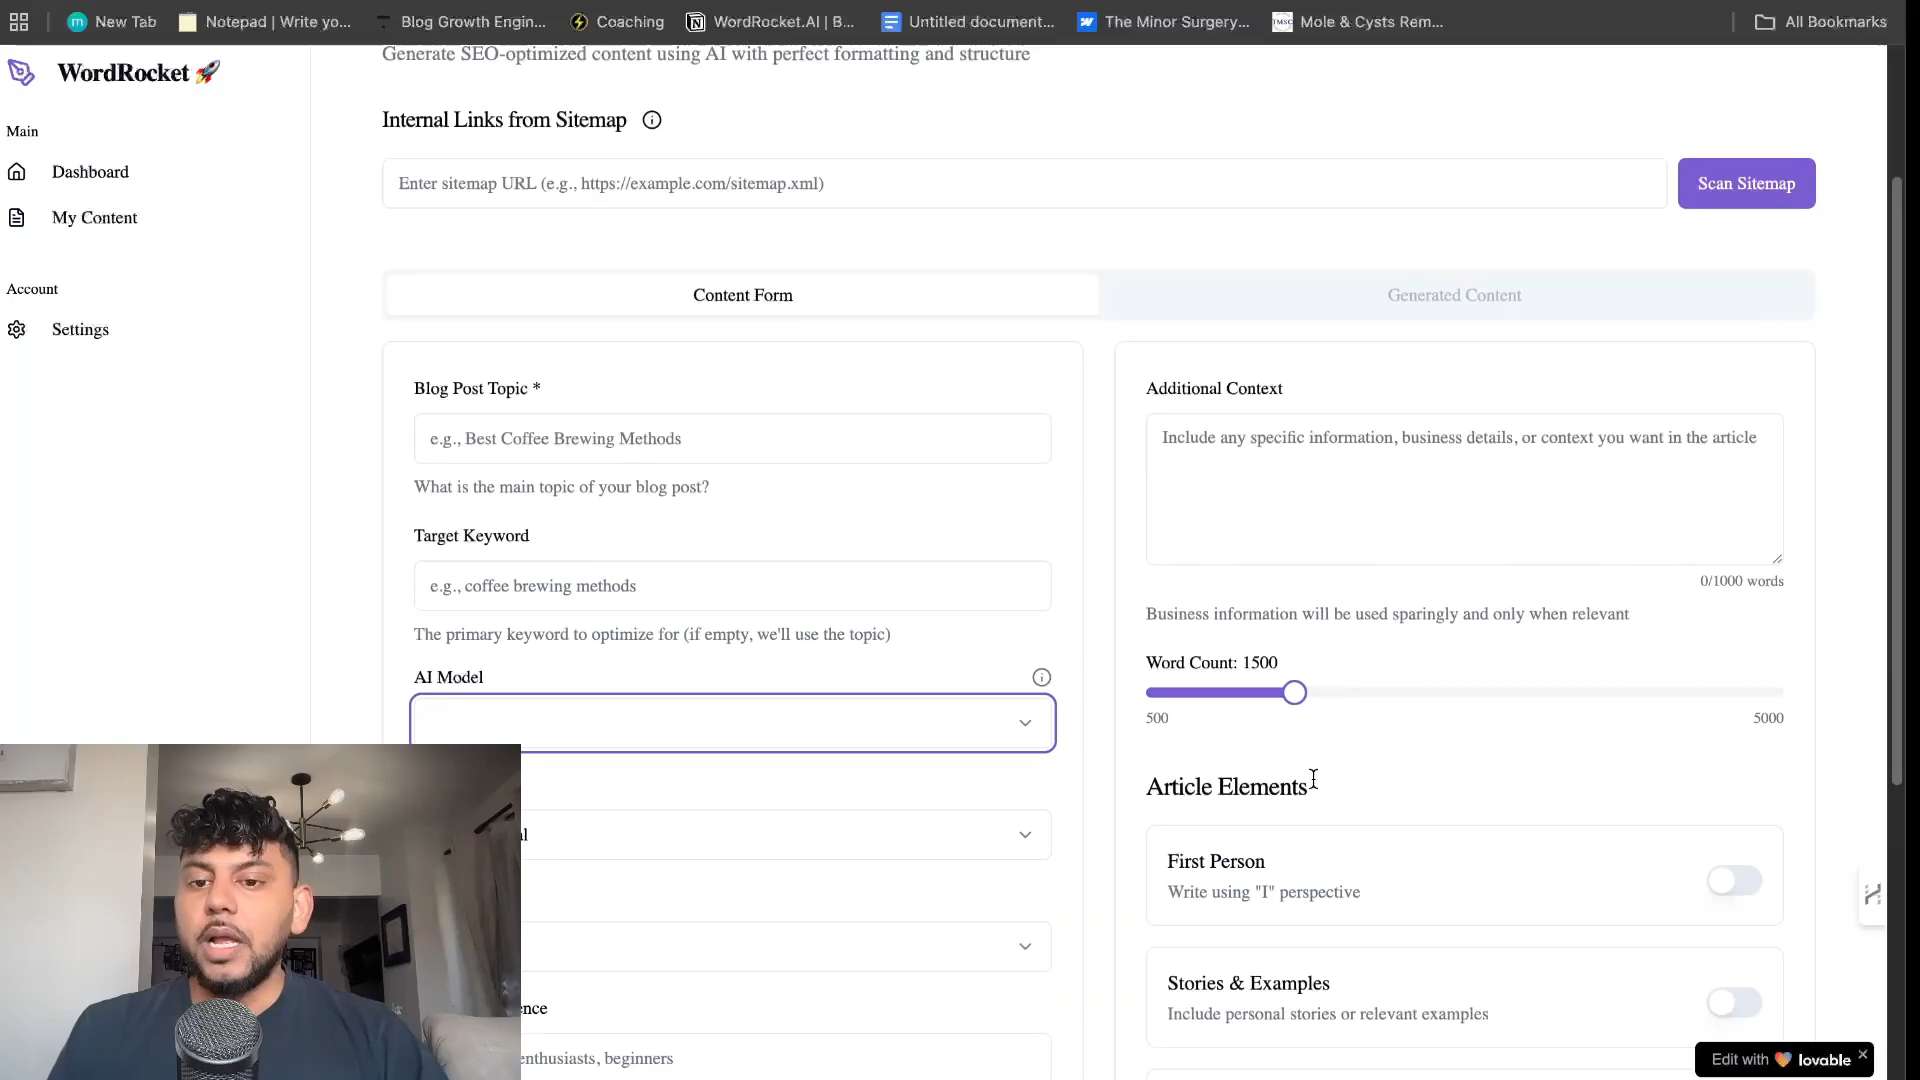 New Tab
Notepad | Write yo...
Blog Growth Engin...
Coaching
WordRocket.AI | B...
Untitled document...
The Minor Surgery...
TMSC
Mole & Cysts Rem...
All Bookmarks
WordRocket 🚀
Main
Dashboard
My Content
Account
Settings
Generate SEO-optimized content using AI with perfect formatting and structure
Internal Links from Sitemap
Enter sitemap URL (e.g., https://example.com/sitemap.xml)
Scan Sitemap
Content Form
Generated Content
Blog Post Topic *
e.g., Best Coffee Brewing Methods
What is the main topic of your blog post?
Target Keyword
e.g., coffee brewing methods
The primary keyword to optimize for (if empty, we'll use the topic)
AI Model
al
ence
enthusiasts, beginners
Additional Context
Include any specific information, business details, or context you want in the article
0/1000 words
Business information will be used sparingly and only when relevant
Word Count: 1500
500
5000
Article Elements
First Person
Write using "I" perspective
Stories & Examples
Include personal stories or relevant examples
Edit with lovable